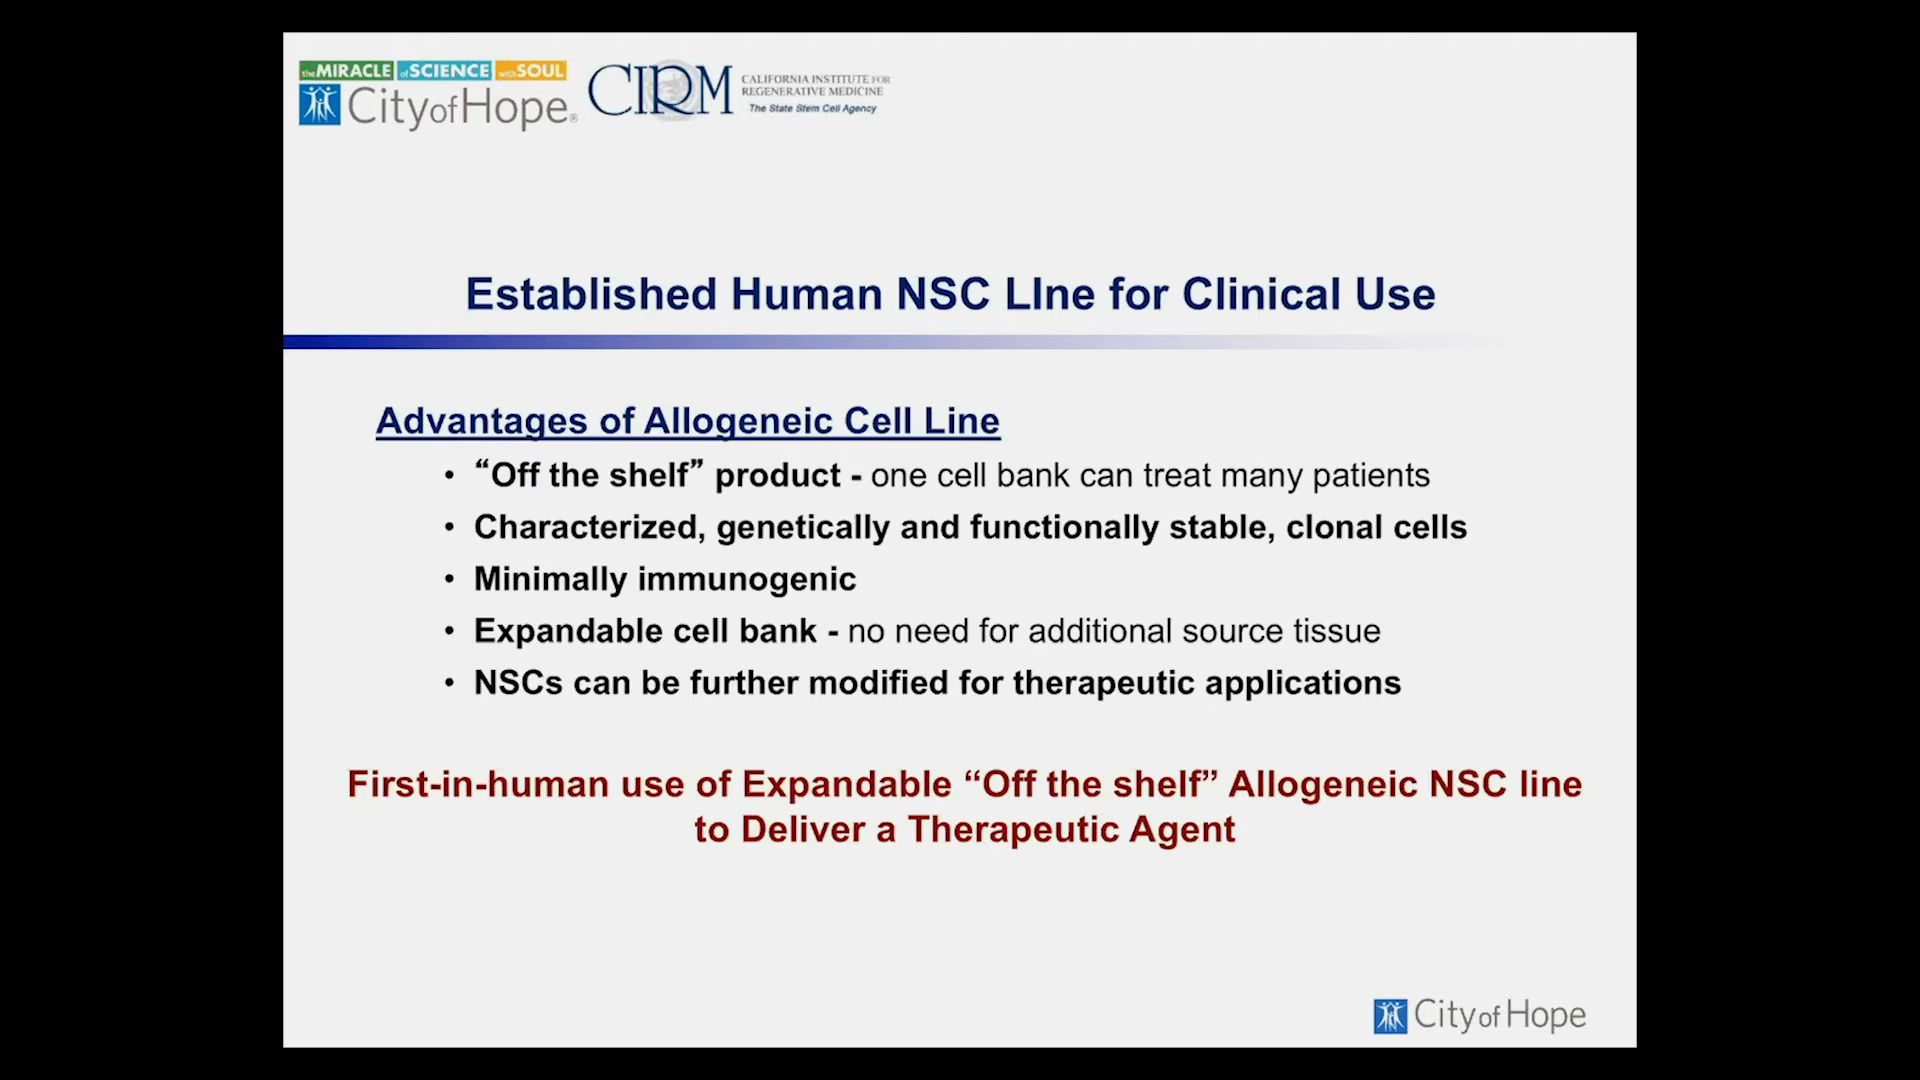 the MIRACLE of SCIENCE with SOUL
City of Hope®
CIRM
CALIFORNIA INSTITUTE FOR
REGENERATIVE MEDICINE
The State Stem Cell Agency
Established Human NSC LIne for Clinical Use
Advantages of Allogeneic Cell Line
• “Off the shelf” product - one cell bank can treat many patients
• Characterized, genetically and functionally stable, clonal cells
• Minimally immunogenic
• Expandable cell bank - no need for additional source tissue
• NSCs can be further modified for therapeutic applications
First-in-human use of Expandable “Off the shelf” Allogeneic NSC line
to Deliver a Therapeutic Agent
City of Hope